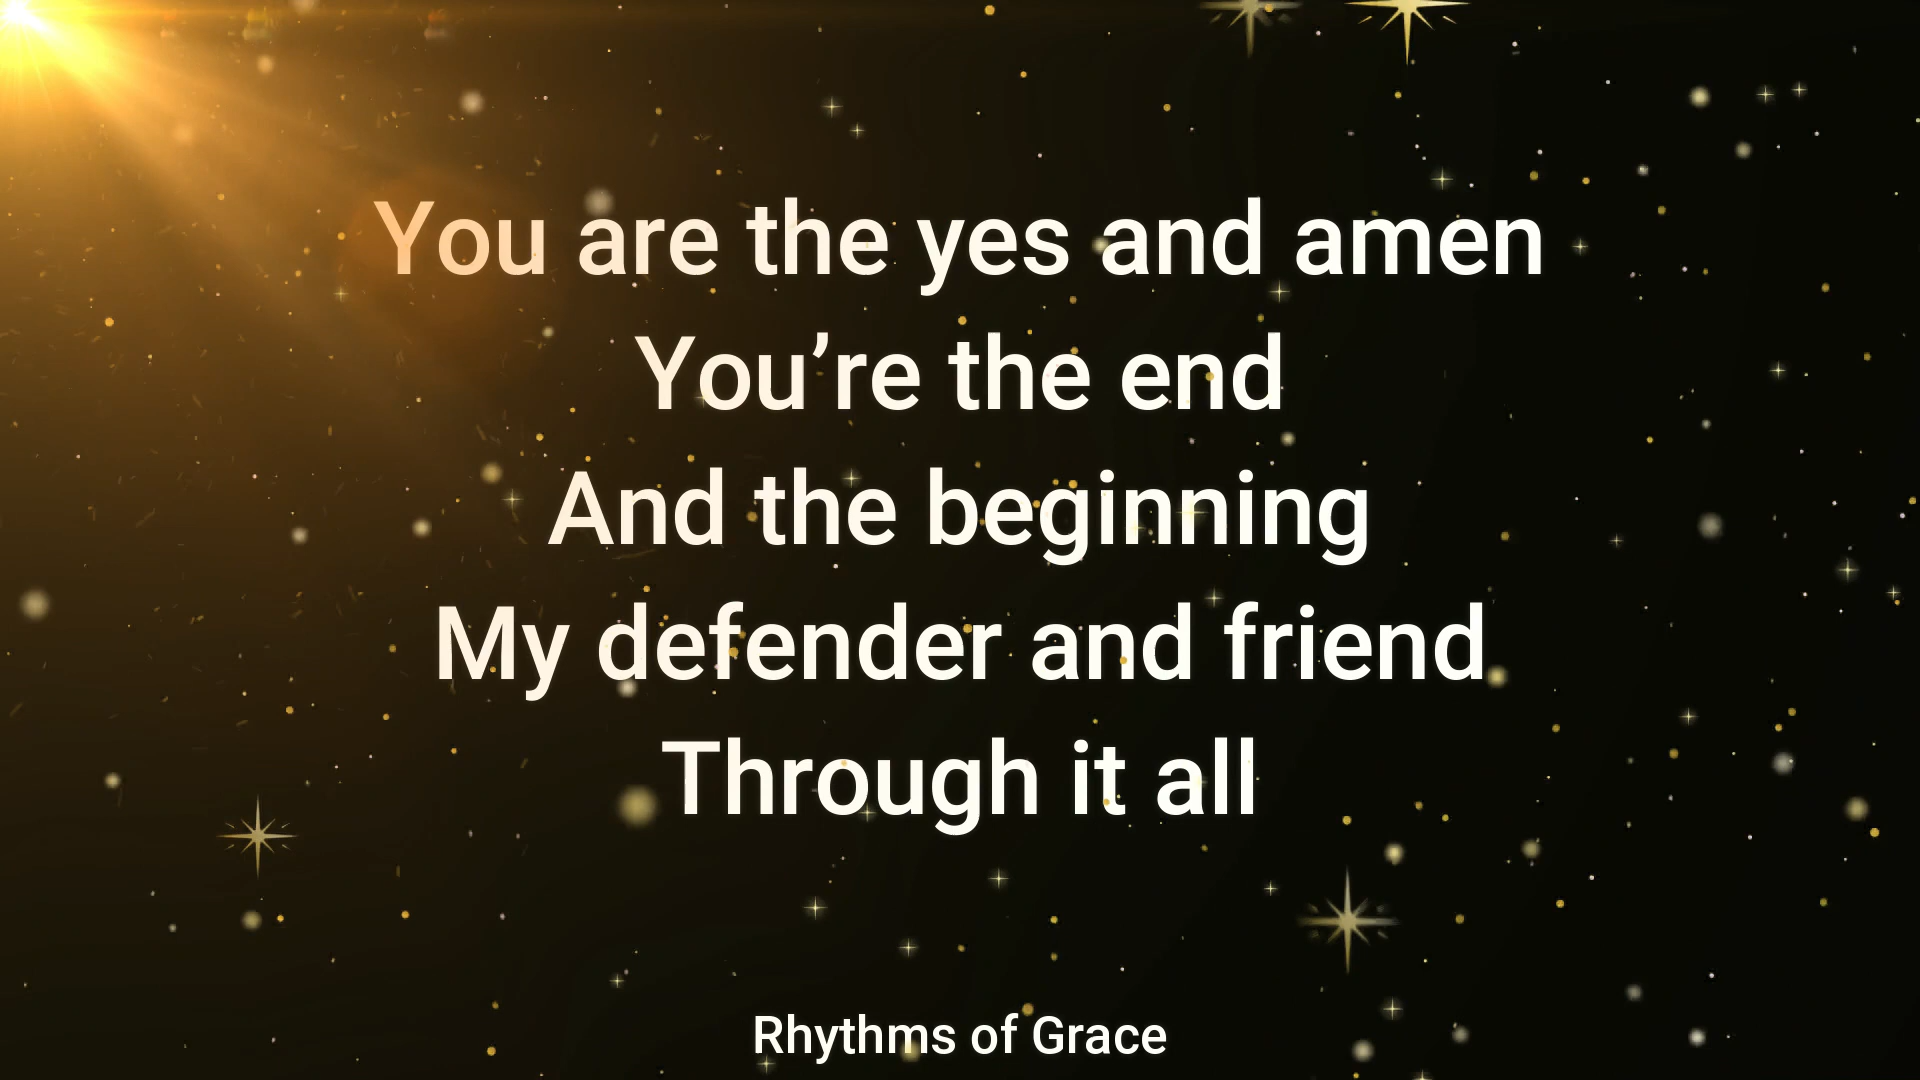 You are the yes and amen
You’re the end
And the beginning
My defender and friend
Through it all
Rhythms of Grace